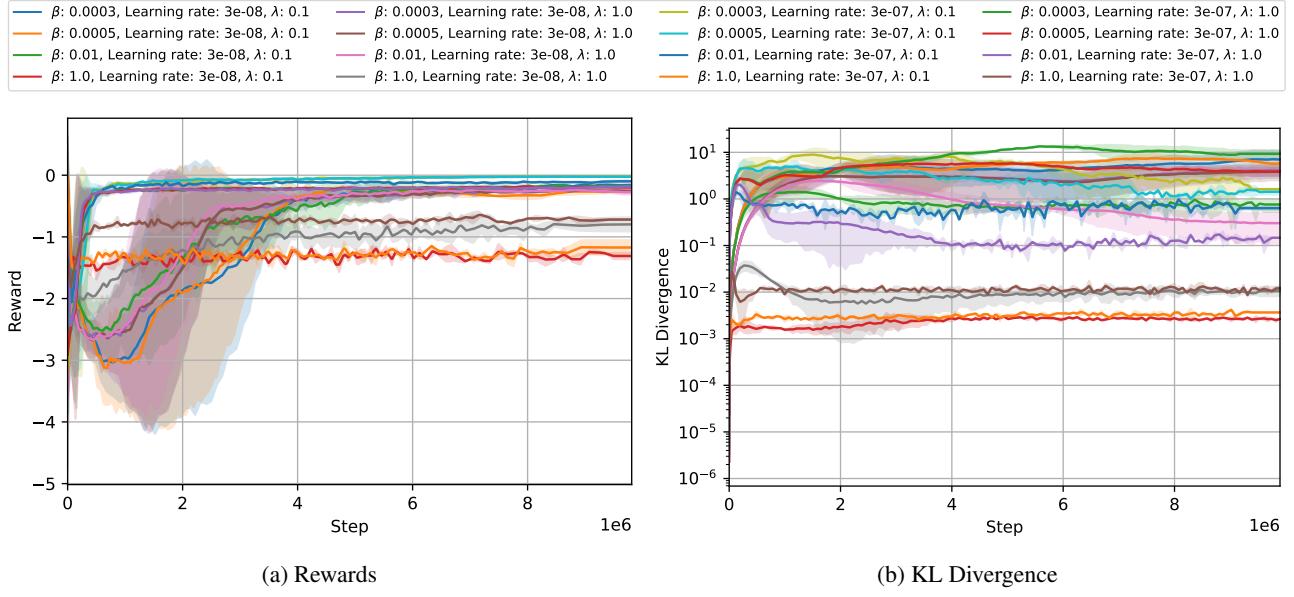 β: 0.0003, Learning rate: 3e-08, λ: 0.1
β: 0.0005, Learning rate: 3e-08, λ: 0.1
β: 0.01, Learning rate: 3e-08, λ: 0.1
β: 1.0, Learning rate: 3e-08, λ: 0.1
β: 0.0003, Learning rate: 3e-08, λ: 1.0
β: 0.0005, Learning rate: 3e-08, λ: 1.0
β: 0.01, Learning rate: 3e-08, λ: 1.0
β: 1.0, Learning rate: 3e-08, λ: 1.0
β: 0.0003, Learning rate: 3e-07, λ: 0.1
β: 0.0005, Learning rate: 3e-07, λ: 0.1
β: 0.01, Learning rate: 3e-07, λ: 0.1
β: 1.0, Learning rate: 3e-07, λ: 0.1
β: 0.0003, Learning rate: 3e-07, λ: 1.0
β: 0.0005, Learning rate: 3e-07, λ: 1.0
β: 0.01, Learning rate: 3e-07, λ: 1.0
β: 1.0, Learning rate: 3e-07, λ: 1.0
Reward
0
−1
−2
−3
−4
−5
0 2 4 6 8
1e6
Step
(a) Rewards
KL Divergence
10¹
10⁰
10⁻¹
10⁻²
10⁻³
10⁻⁴
10⁻⁵
10⁻⁶
0 2 4 6 8
1e6
Step
(b) KL Divergence